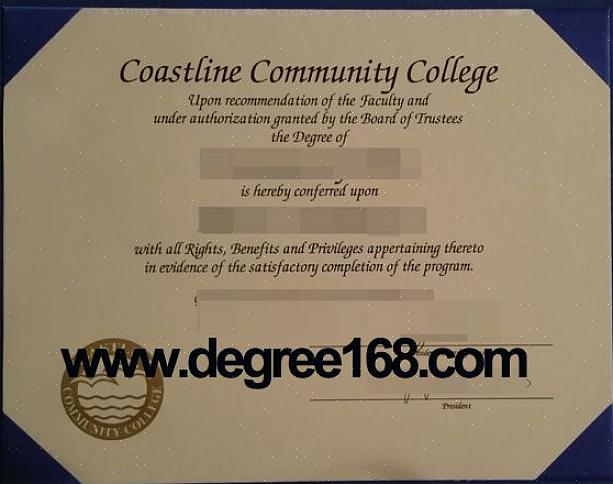 Coastline Community College
Upon recommendation of the Faculty and
under authorization granted by the Board of Trustees
the Degree of
is hereby conferred upon
with all Rights, Benefits and Privileges appertaining thereto
in evidence of the satisfactory completion of the program.
www.degree168.com
COMMUNITY COLLEGE
President